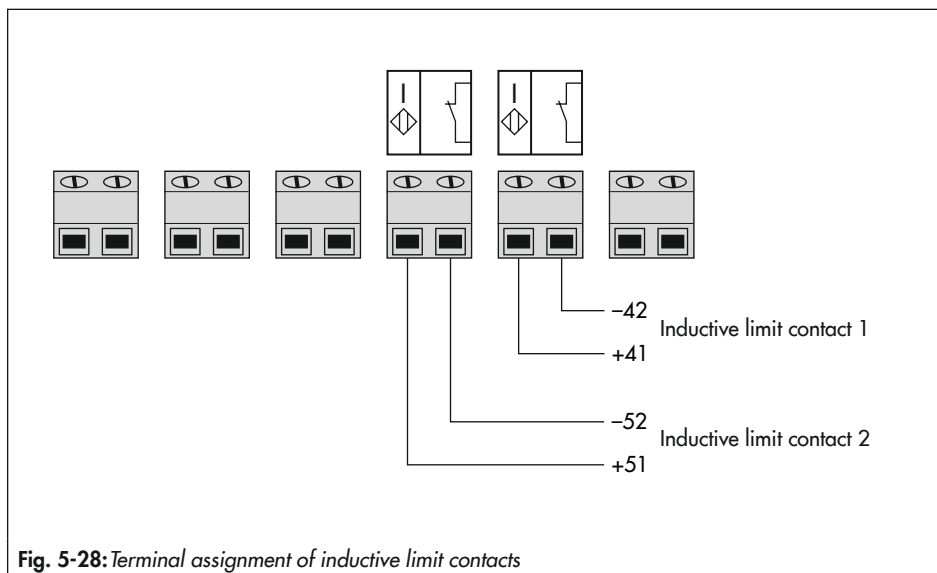 –42
Inductive limit contact 1
+41
–52
Inductive limit contact 2
+51
Fig. 5-28: Terminal assignment of inductive limit contacts